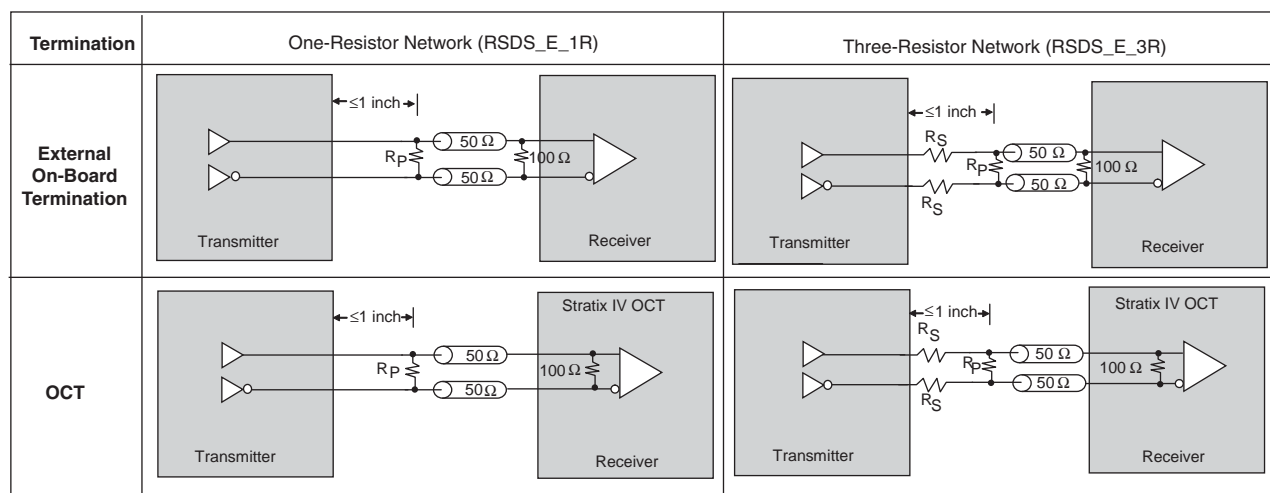 Termination
One-Resistor Network (RSDS_E_1R)
Three-Resistor Network (RSDS_E_3R)
External
On-Board
Termination
≤1 inch
50 Ω
RP
100 Ω
50 Ω
Transmitter
Receiver
≤1 inch
RS
50 Ω
RP
100 Ω
50 Ω
RS
Transmitter
Receiver
OCT
Stratix IV OCT
≤1 inch
50 Ω
RP
100 Ω
50Ω
Transmitter
Receiver
Stratix IV OCT
≤1 inch
RS
50 Ω
RP
100 Ω
50 Ω
RS
Transmitter
Receiver